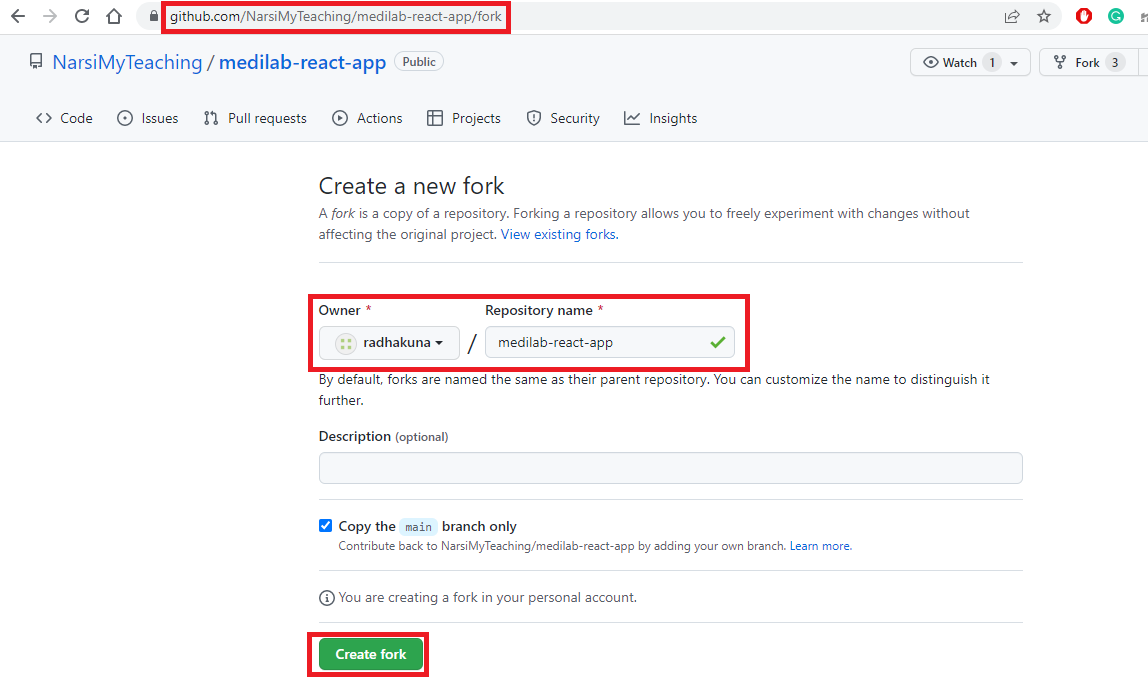 github.com/NarsiMyTeaching/medilab-react-app/fork
NarsiMyTeaching / medilab-react-app Public
Watch 1
Fork 3
Code Issues Pull requests Actions Projects Security Insights
Create a new fork
A fork is a copy of a repository. Forking a repository allows you to freely experiment with changes without
affecting the original project. View existing forks.
Owner * Repository name *
radhakuna / medilab-react-app
By default, forks are named the same as their parent repository. You can customize the name to distinguish it
further.
Description (optional)
Copy the main branch only
Contribute back to NarsiMyTeaching/medilab-react-app by adding your own branch. Learn more.
You are creating a fork in your personal account.
Create fork